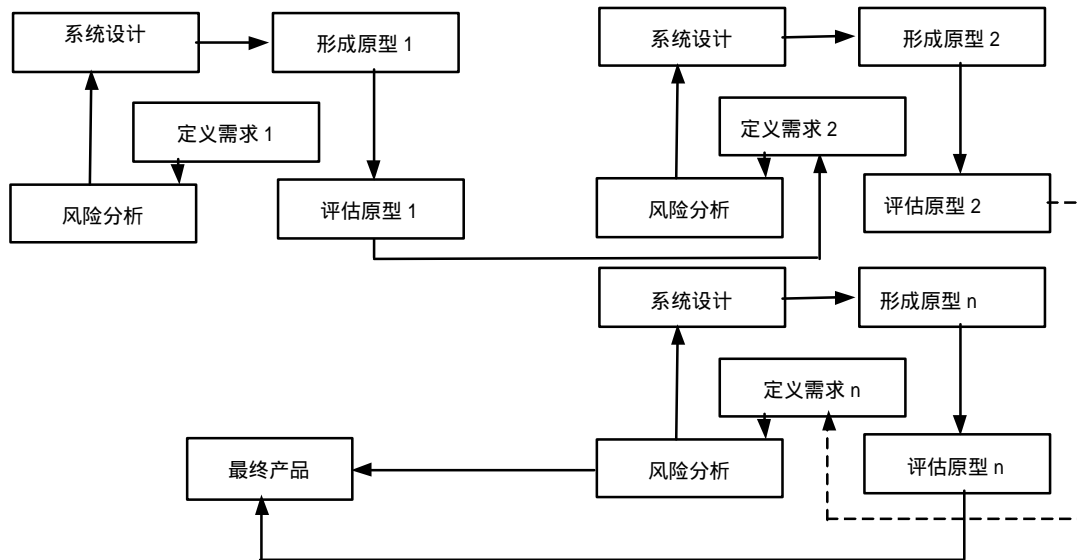 系统设计
形成原型 1
定义需求 1
风险分析
评估原型 1
系统设计
形成原型 2
定义需求 2
风险分析
评估原型 2
系统设计
形成原型 n
定义需求 n
风险分析
评估原型 n
最终产品